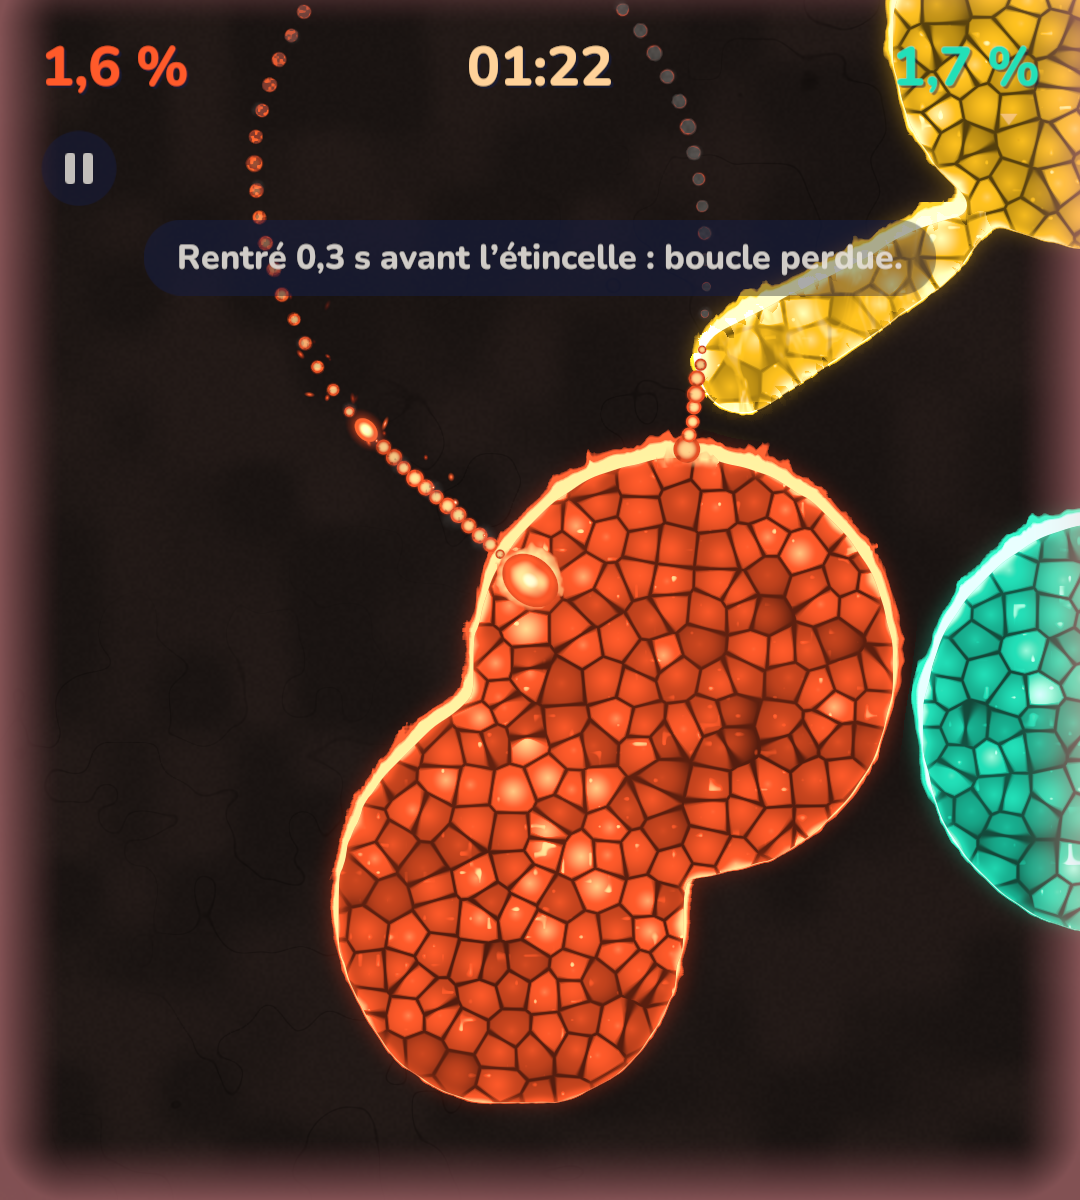 1,6 %
01:22
1,7 %
Rentré 0,3 s avant l’étincelle : boucle perdue.